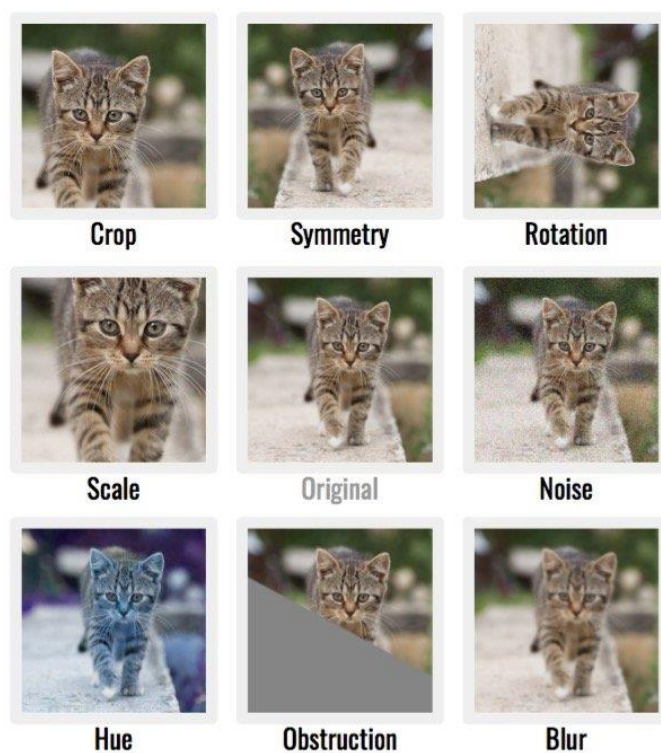 Crop
Symmetry
Rotation
Scale
Original
Noise
Hue
Obstruction
Blur